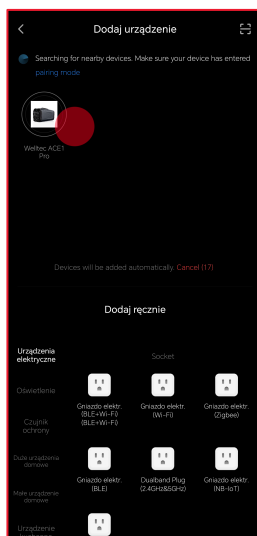 Dodaj urządzenie
Searching for nearby devices. Make sure your device has entered
pairing mode
Welltec ACE1
Pro
Devices will be added automatically. Cancel (17)
Dodaj ręcznie
Urządzenia
elektryczne
Socket
Oświetlenie
Gniazdo elektr.
(BLE+Wi-Fi)
(BLE+Wi-Fi)
Gniazdo elektr.
(Wi-Fi)
Gniazdo elektr.
(Zigbee)
Czujnik
ochrony
Duże urządzenia
domowe
Gniazdo elektr.
(BLE)
Dualband Plug
(2.4GHz&5GHz)
Gniazdo elektr.
(NB-IoT)
Małe urządzenia
domowe
Urządzenia